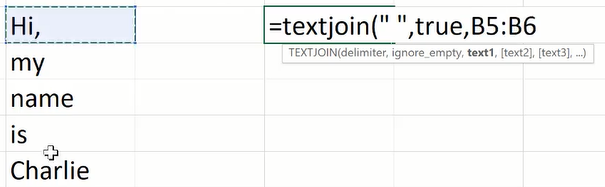 Hi,
=textjoin(" ",true,B5:B6
TEXTJOIN(delimiter, ignore_empty, text1, [text2], [text3], ...)
my
name
is
Charlie